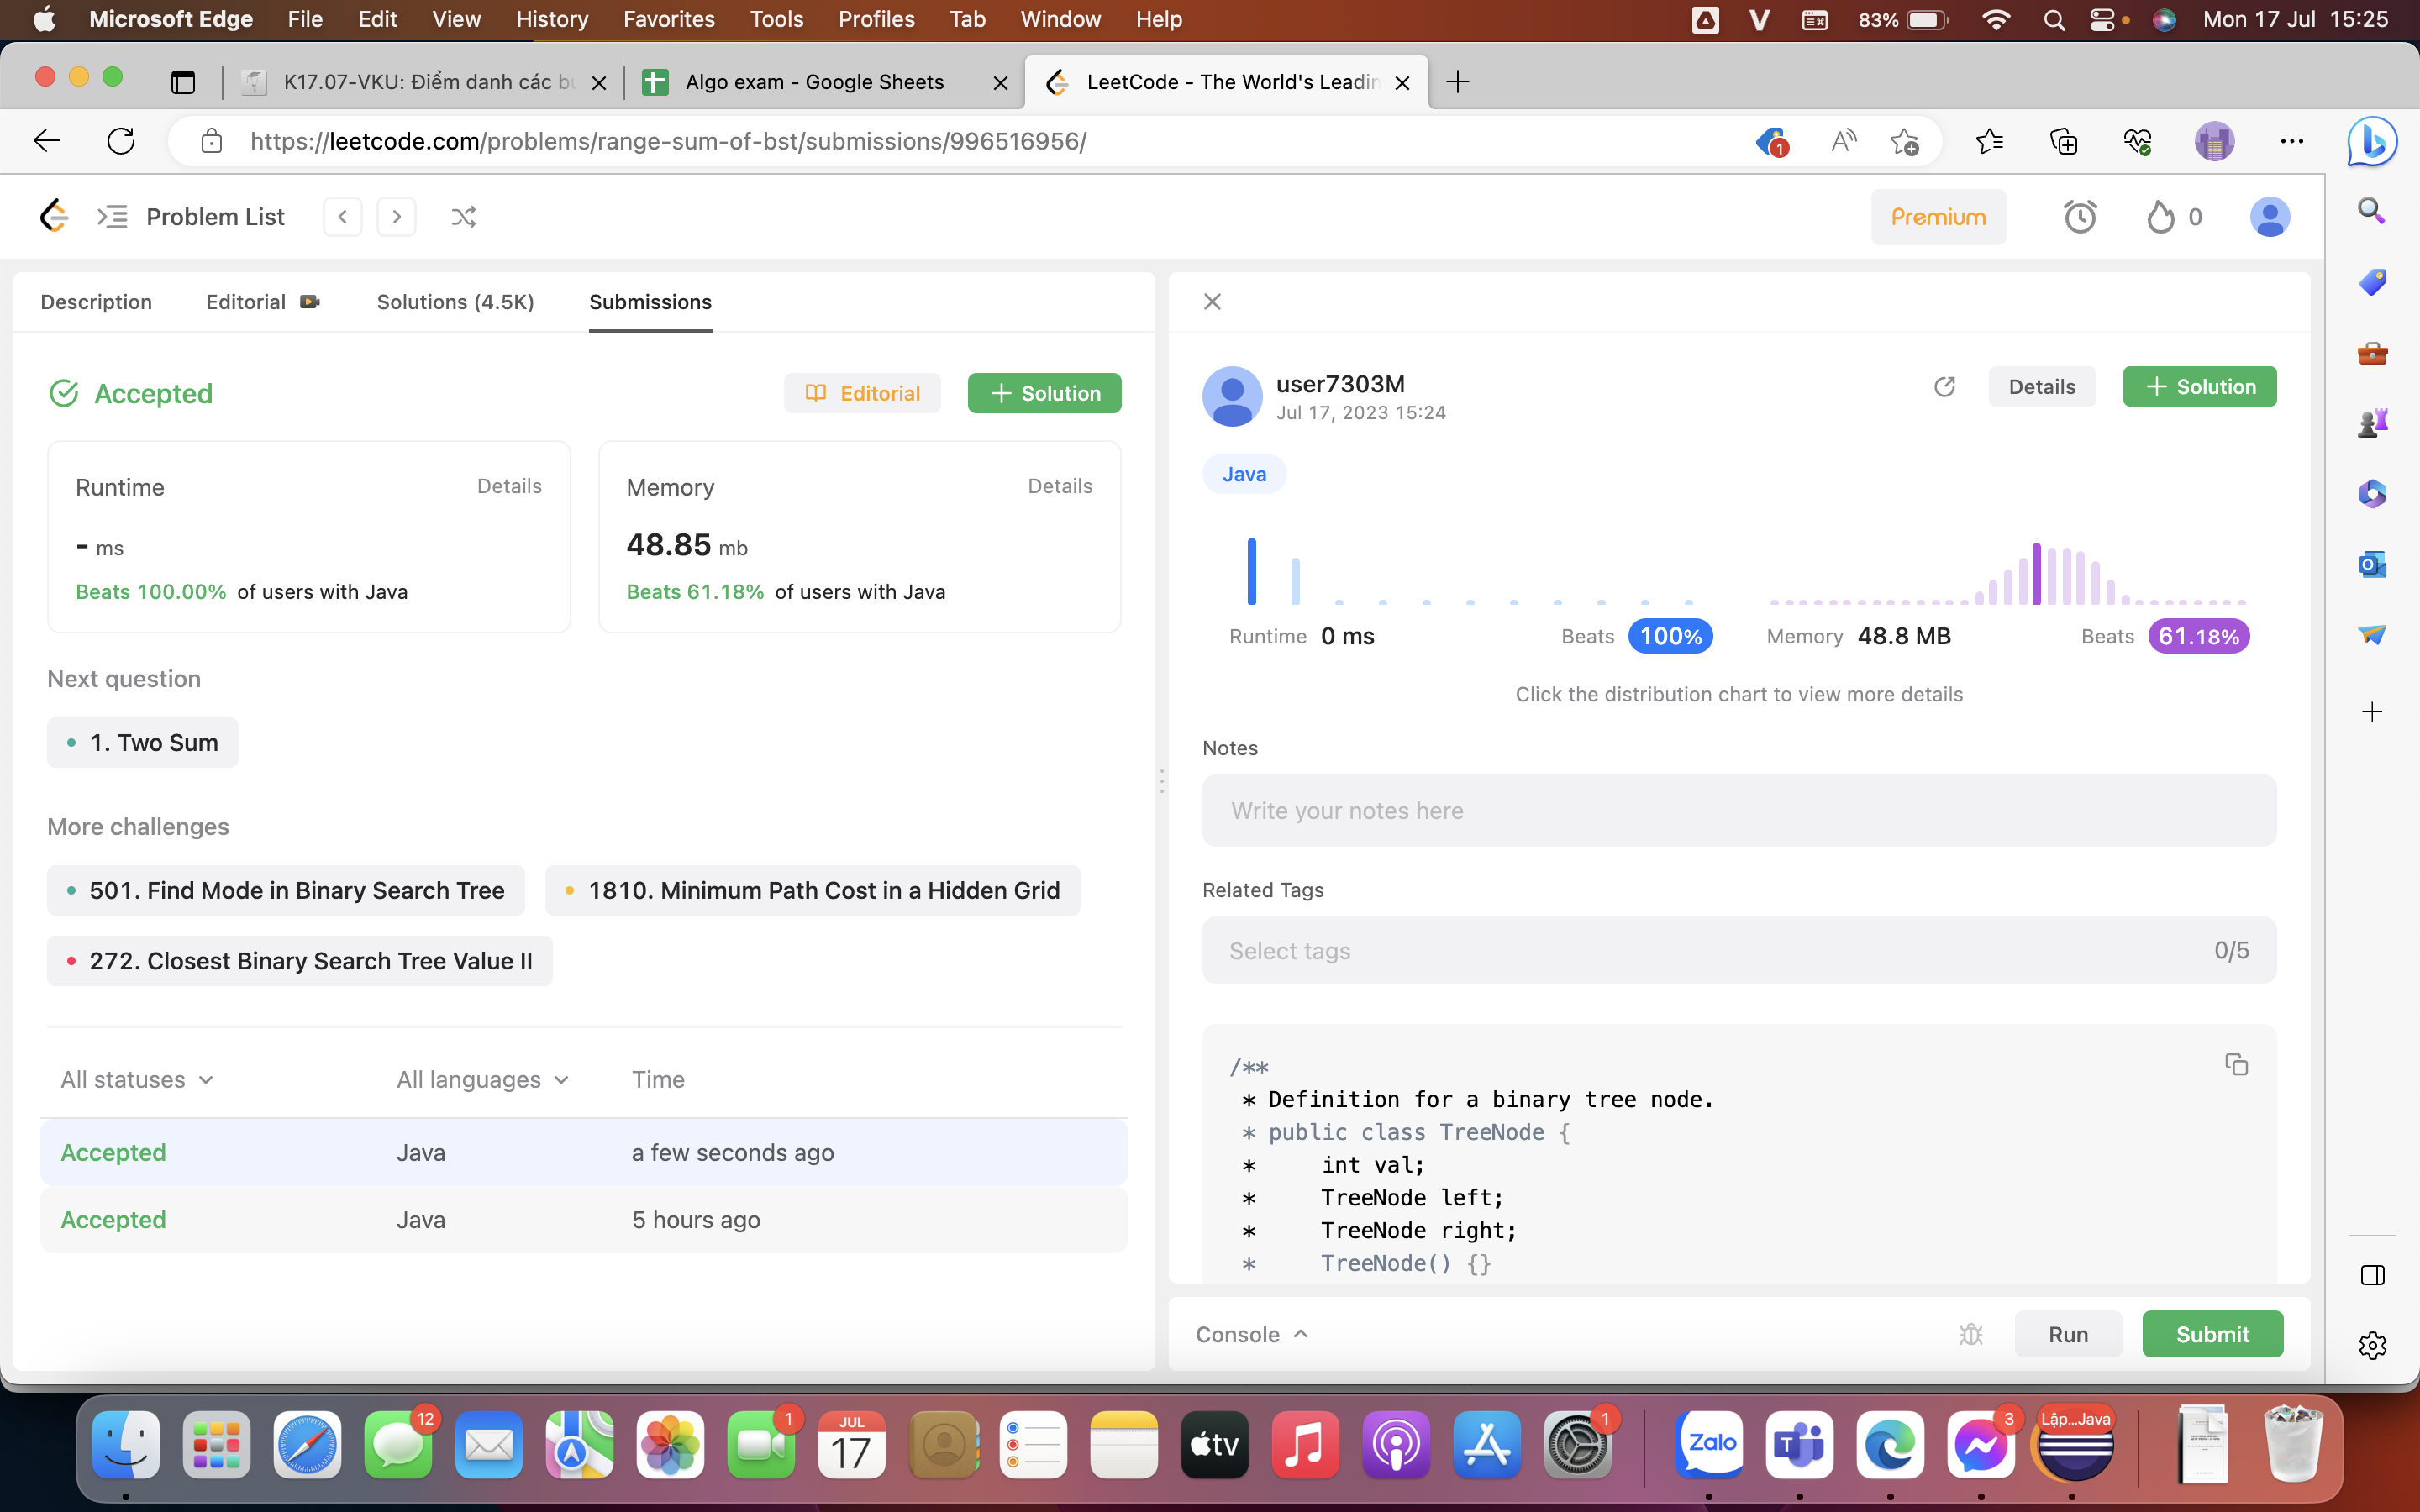 Microsoft Edge File Edit View History Favorites Tools Profiles Tab Window Help V 83% Mon 17 Jul 15:25
K17.07-VKU: Điểm danh các bu Algo exam - Google Sheets LeetCode - The World's Leadin
https://leetcode.com/problems/range-sum-of-bst/submissions/996516956/ 1
Problem List Premium 0
Description Editorial Solutions (4.5K) Submissions
Accepted Editorial + Solution
Runtime Details
- ms
Beats 100.00% of users with Java
Memory Details
48.85 mb
Beats 61.18% of users with Java
Next question
1. Two Sum
More challenges
501. Find Mode in Binary Search Tree 1810. Minimum Path Cost in a Hidden Grid
272. Closest Binary Search Tree Value II
All statuses All languages Time
Accepted Java a few seconds ago
Accepted Java 5 hours ago
user7303M Details + Solution
Jul 17, 2023 15:24
Java
Runtime 0 ms Beats 100% Memory 48.8 MB Beats 61.18%
Click the distribution chart to view more details
Notes
Write your notes here
Related Tags
Select tags 0/5
/**
* Definition for a binary tree node.
* public class TreeNode {
* int val;
* TreeNode left;
* TreeNode right;
* TreeNode() {}
Console Run Submit
12 1 JUL 17 tv 1 Zalo 3 Lập...Java